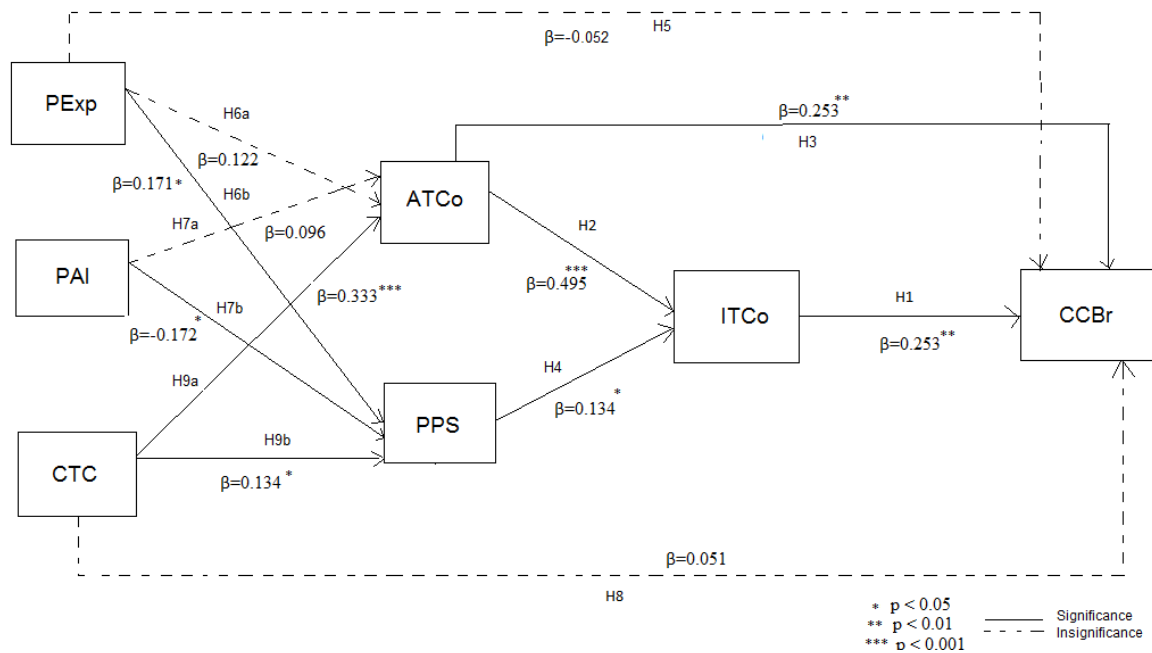 H5
β=-0.052
PExp
H6a
β=0.253**
H3
β=0.122
β=0.171*
H6b
ATCo
H7a
H2
β=0.096
PAI
β=0.495***
β=0.333***
H7b
ITCo
H1
CCBr
β=-0.172*
β=0.253**
H9a
H4
PPS
β=0.134*
H9b
CTC
β=0.134*
β=0.051
H8
* p < 0.05
** p < 0.01
*** p < 0.001
Significance
Insignificance